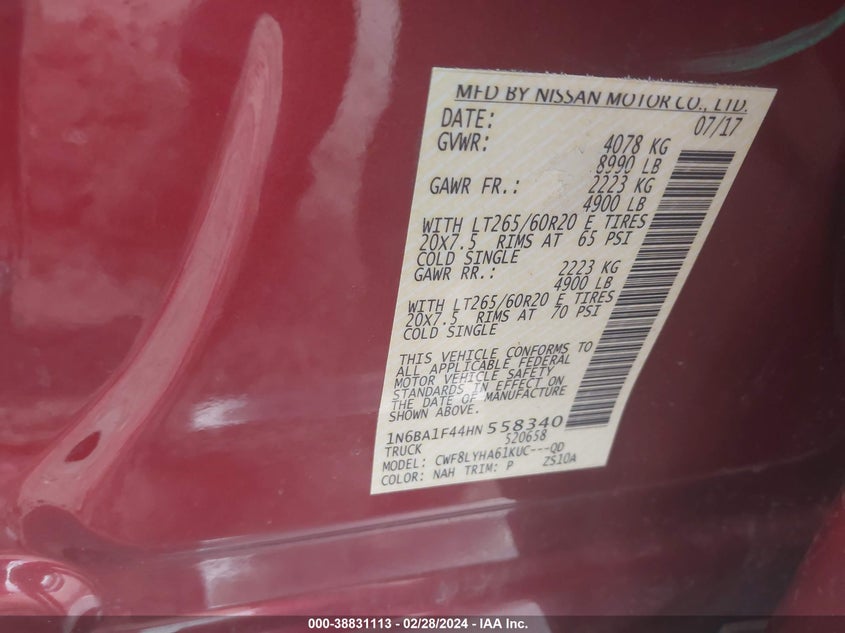 MFD BY NISSAN MOTOR CO., LTD.
DATE: 07/17
GVWR: 4078 KG
8990 LB
GAWR FR.: 2223 KG
4900 LB
WITH LT265/60R20 E TIRES
20X7.5 RIMS AT 65 PSI
COLD SINGLE
GAWR RR.: 2223 KG
4900 LB
WITH LT265/60R20 E TIRES
20X7.5 RIMS AT 70 PSI
COLD SINGLE
THIS VEHICLE CONFORMS TO
ALL APPLICABLE FEDERAL
MOTOR VEHICLE SAFETY
STANDARDS IN EFFECT ON
THE DATE OF MANUFACTURE
SHOWN ABOVE.
1N6BA1F44HN558340
TRUCK 520658
MODEL: CWF8LYHA61KUC---QD
COLOR: NAH TRIM: P ZS10A
000-38831113 - 02/28/2024 - IAA Inc.